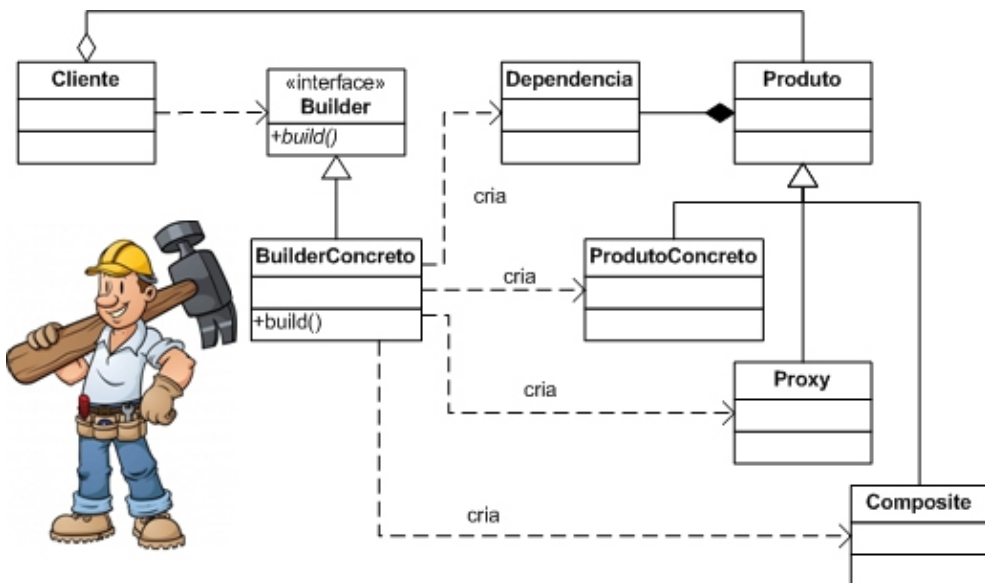 Cliente
«interface»
Builder
+build()
Dependencia
Produto
cria
BuilderConcreto
+build()
cria
ProdutoConcreto
cria
Proxy
cria
Composite